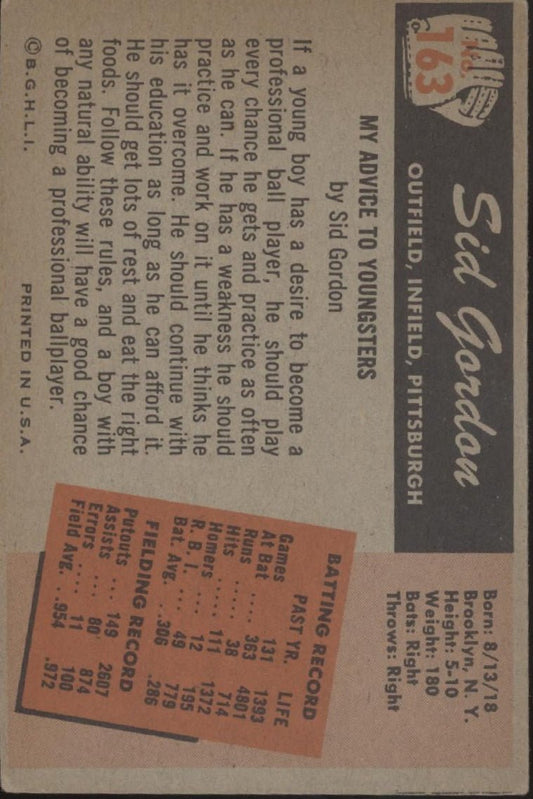 No.
163
Sid Gordon
OUTFIELD, INFIELD, PITTSBURGH
Born: 8/13/18
Brooklyn, N. Y.
Height: 5-10
Weight: 180
Bats: Right
Throws: Right
MY ADVICE TO YOUNGSTERS
by Sid Gordon
If a young boy has a desire to become a
professional ball player, he should play
every chance he gets and practice as often
as he can. If he has a weakness he should
practice and work on it until he thinks he
has it overcome. He should continue with
his education as long as he can afford it.
He should get lots of rest and eat the right
foods. Follow these rules, and a boy with
any natural ability will have a good chance
of becoming a professional ballplayer.
BATTING RECORD
PAST YR. LIFE
Games 131 1393
At Bat 363 4801
Runs ..... 38 714
Hits ..... 111 1372
Homers .... 12 195
R. B. I. .... 49 779
Bat. Avg. ..306 .286
FIELDING RECORD
Putouts ... 149 2607
Assists ... 80 874
Errors .... 11 100
Field Avg. ..954 .972
© B.G.H.L.I. PRINTED IN U.S.A.